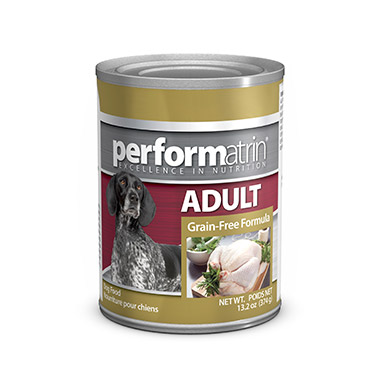 performatrin®
EXCELLENCE IN NUTRITION
ADULT
Grain-Free Formula
Dog Food
Nourriture pour chiens
NET WT. POIDS NET
13.2 oz (374 g)